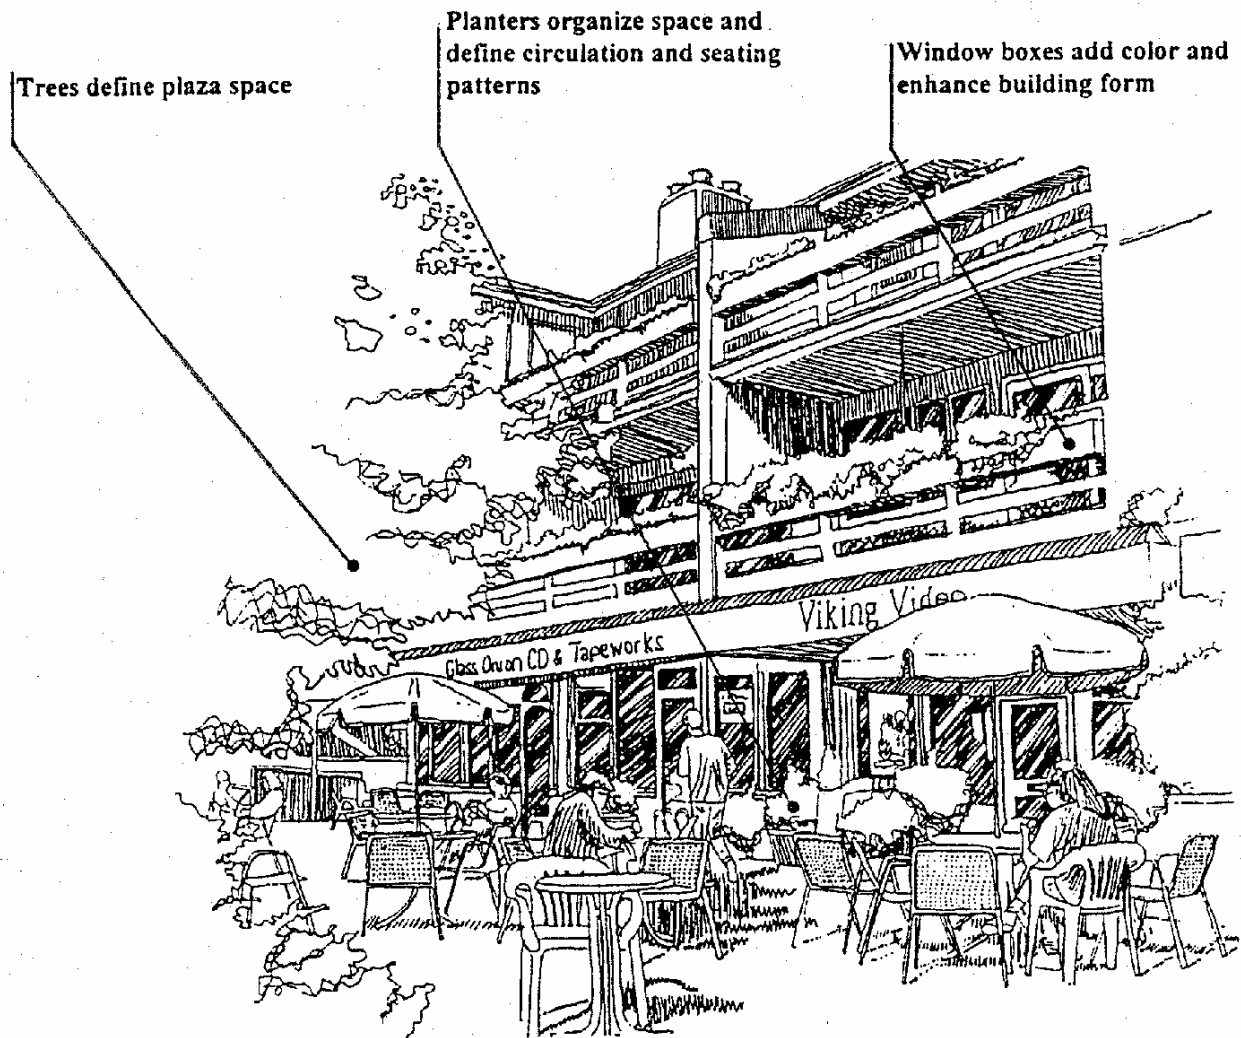 Trees define plaza space
Planters organize space and
define circulation and seating
patterns
Window boxes add color and
enhance building form
Viking Video
Glass Onion CD & Tapeworks